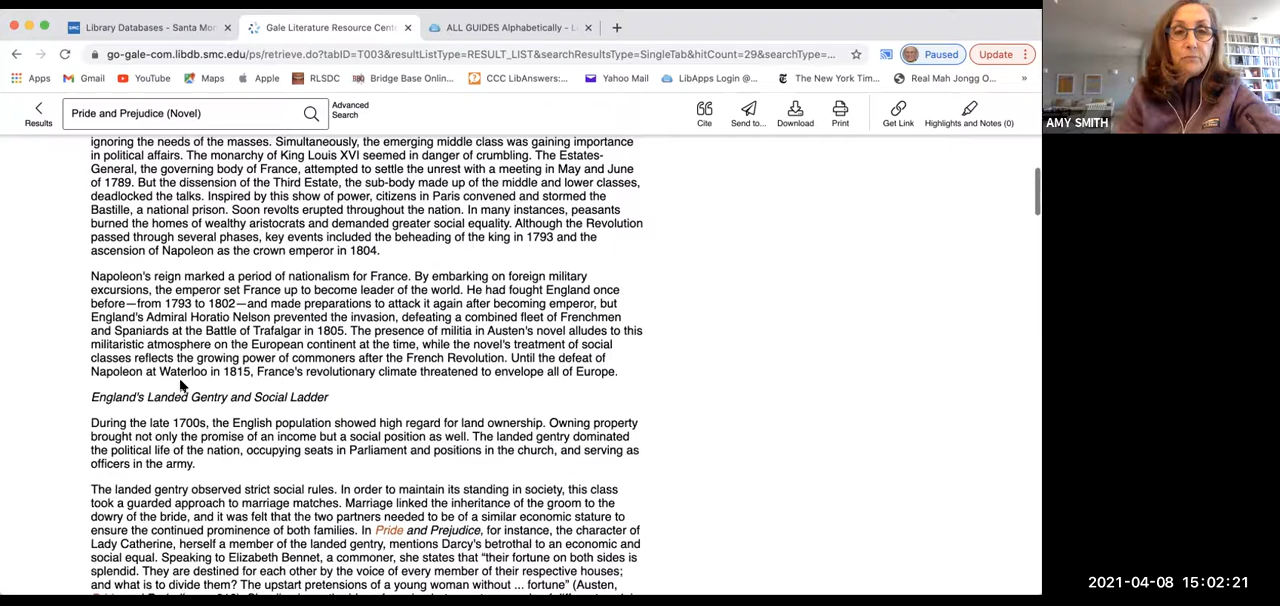 Library Databases - Santa Mon
Gale Literature Resource Cent
ALL GUIDES Alphabetically - L
go-gale-com.libdb.smc.edu/ps/retrieve.do?tabID=T003&resultListType=RESULT_LIST&searchResultsType=SingleTab&hitCount=29&searchType=...
Paused
Update
Apps Gmail YouTube Maps Apple RLSDC Bridge Base Onlin... CCC LibAnswers:... Yahoo Mail LibApps Login @... The New York Tim... Real Mah Jongg O... »
Results
Pride and Prejudice (Novel)
Advanced
Search
Cite Send to... Download Print Get Link Highlights and Notes (0)
ignoring the needs of the masses. Simultaneously, the emerging middle class was gaining importance
in political affairs. The monarchy of King Louis XVI seemed in danger of crumbling. The Estates-
General, the governing body of France, attempted to settle the unrest with a meeting in May and June
of 1789. But the dissension of the Third Estate, the sub-body made up of the middle and lower classes,
deadlocked the talks. Inspired by this show of power, citizens in Paris convened and stormed the
Bastille, a national prison. Soon revolts erupted throughout the nation. In many instances, peasants
burned the homes of wealthy aristocrats and demanded greater social equality. Although the Revolution
passed through several phases, key events included the beheading of the king in 1793 and the
ascension of Napoleon as the crown emperor in 1804.
Napoleon's reign marked a period of nationalism for France. By embarking on foreign military
excursions, the emperor set France up to become leader of the world. He had fought England once
before—from 1793 to 1802—and made preparations to attack it again after becoming emperor, but
England's Admiral Horatio Nelson prevented the invasion, defeating a combined fleet of Frenchmen
and Spaniards at the Battle of Trafalgar in 1805. The presence of militia in Austen's novel alludes to this
militaristic atmosphere on the European continent at the time, while the novel's treatment of social
classes reflects the growing power of commoners after the French Revolution. Until the defeat of
Napoleon at Waterloo in 1815, France's revolutionary climate threatened to envelope all of Europe.
England's Landed Gentry and Social Ladder
During the late 1700s, the English population showed high regard for land ownership. Owning property
brought not only the promise of an income but a social position as well. The landed gentry dominated
the political life of the nation, occupying seats in Parliament and positions in the church, and serving as
officers in the army.
The landed gentry observed strict social rules. In order to maintain its standing in society, this class
took a guarded approach to marriage matches. Marriage linked the inheritance of the groom to the
dowry of the bride, and it was felt that the two partners needed to be of a similar economic stature to
ensure the continued prominence of both families. In Pride and Prejudice, for instance, the character of
Lady Catherine, herself a member of the landed gentry, mentions Darcy's betrothal to an economic and
social equal. Speaking to Elizabeth Bennet, a commoner, she states that “their fortune on both sides is
splendid. They are destined for each other by the voice of every member of their respective houses;
and what is to divide them? The upstart pretensions of a young woman without ... fortune” (Austen,
AMY SMITH
2021-04-08 15:02:21